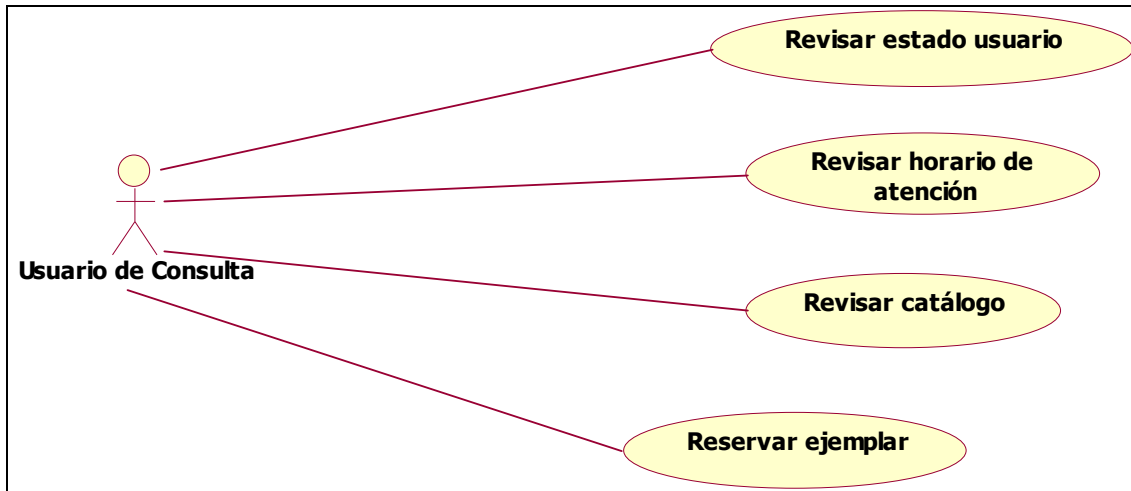 Revisar estado usuario
Revisar horario de
atención
Usuario de Consulta
Revisar catálogo
Reservar ejemplar